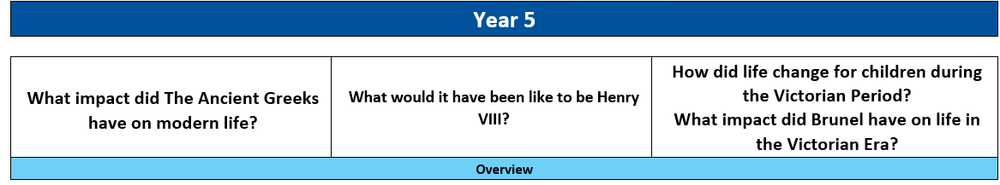 Year 5
What impact did The Ancient Greeks
have on modern life?
What would it have been like to be Henry
VIII?
How did life change for children during
the Victorian Period?
What impact did Brunel have on life in
the Victorian Era?
Overview